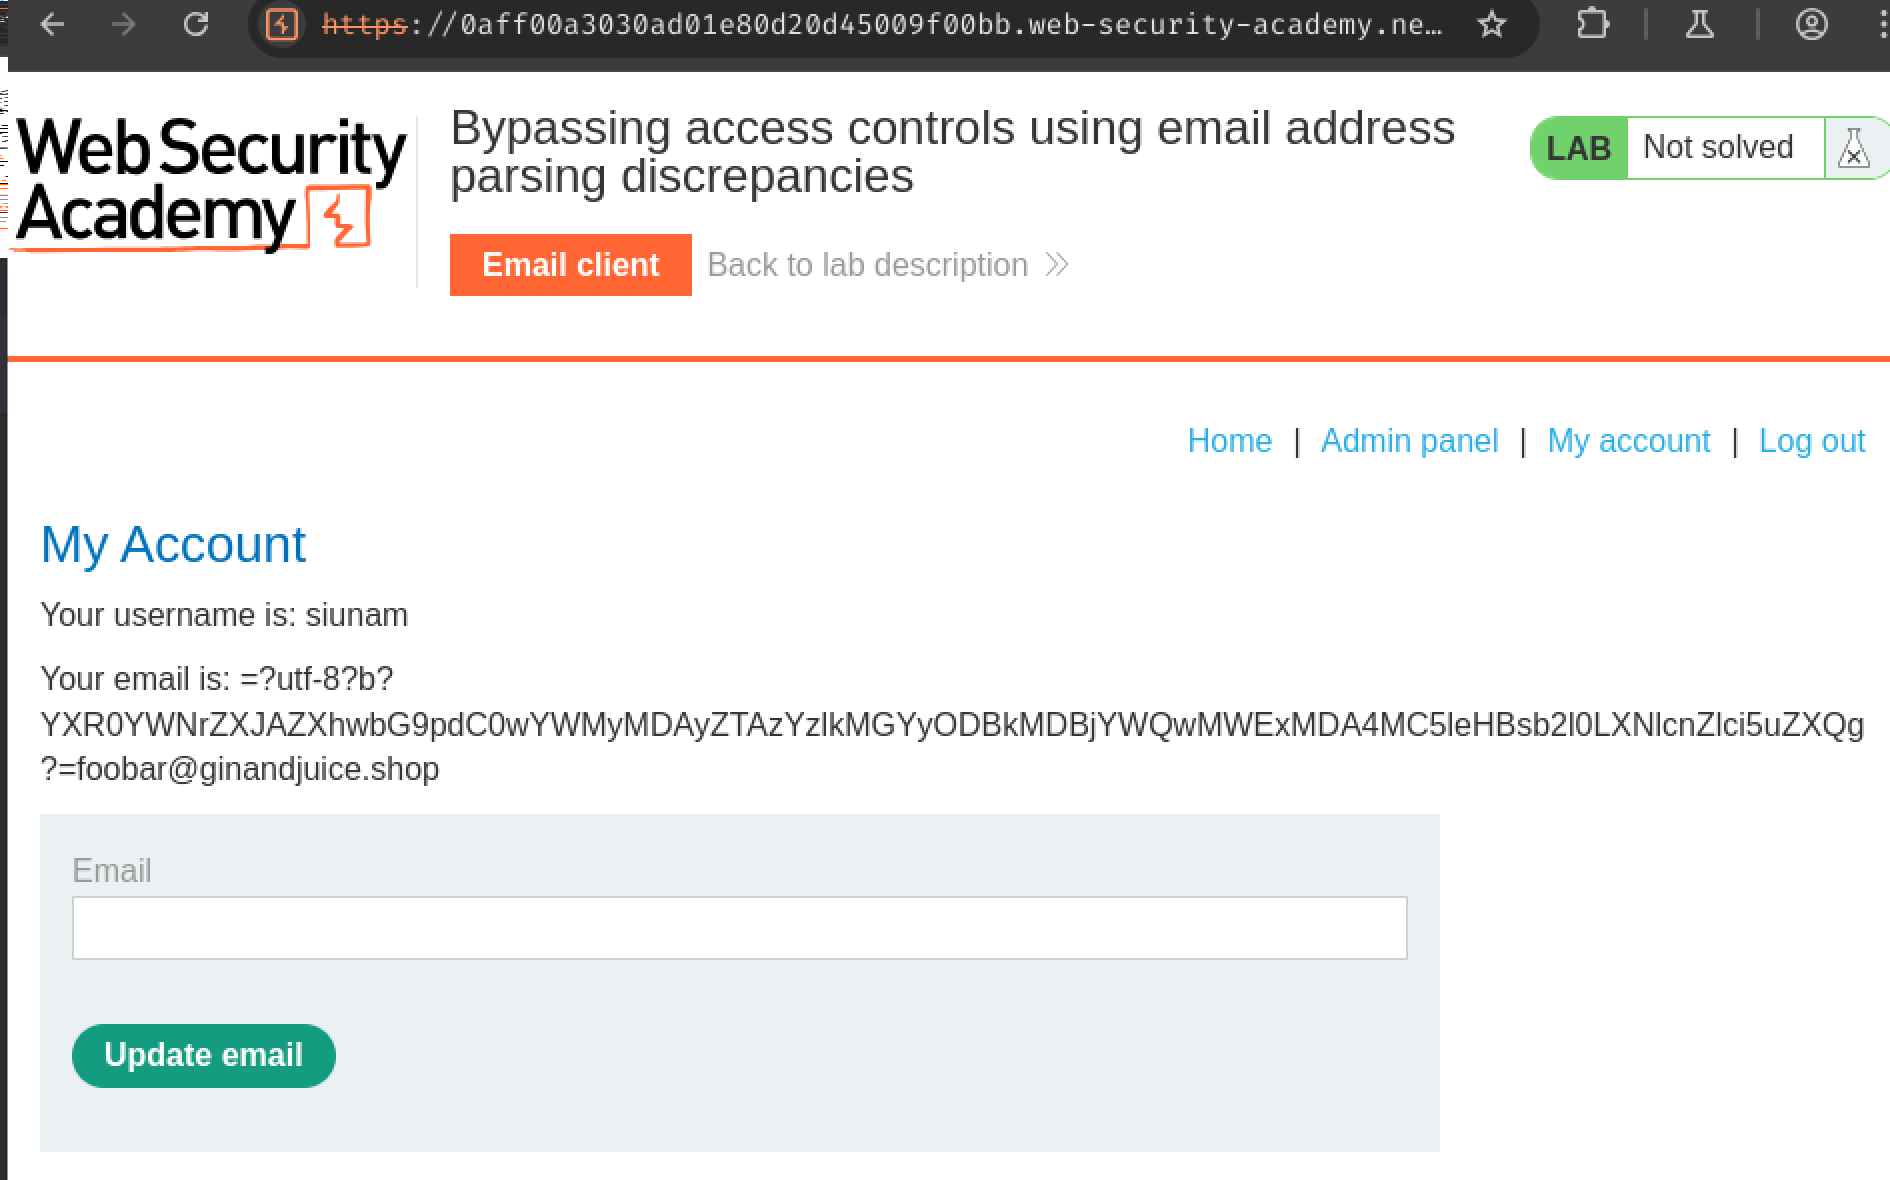 https://0aff00a3030ad01e80d20d45009f00bb.web-security-academy.ne…
Web Security
Academy
Bypassing access controls using email address
parsing discrepancies
LAB Not solved
Email client Back to lab description
Home | Admin panel | My account | Log out
My Account
Your username is: siunam
Your email is: =?utf-8?b?
YXR0YWNrZXJAZXhwbG9pdC0wYWMyMDAyZTAzYzlkMGYyODBkMDBjYWQwMWExMDA4MC5leHBsb2l0LXNlcnZlci5uZXQg
?=foobar@ginandjuice.shop
Email
Update email